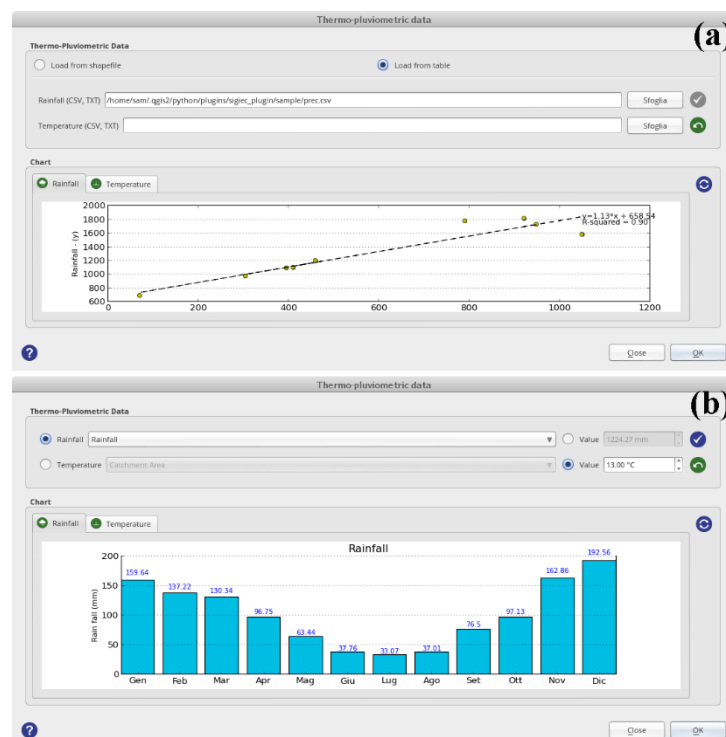 Thermo-pluviometric data
(a)
Thermo-Pluviometric Data
Load from shapefile Load from table
Rainfall (CSV, TXT) /home/sam/.qgis2/python/plugins/sigiec_plugin/sample/prec.csv Sfoglia
Temperature (CSV, TXT) Sfoglia
Chart
Rainfall Temperature
2000
1800
1600
1400
1200
1000
800
600
Rainfall - (y)
y=1.13*x + 658.54
R-squared = 0.90
0 200 400 600 800 1000 1200
? Close OK
Thermo-pluviometric data
(b)
Thermo-Pluviometric Data
Rainfall Rainfall Value 1224.27 mm
Temperature Catchment Area Value 13.00 °C
Chart
Rainfall Temperature
Rainfall
200
150
100
50
0
Rain fall (mm)
159.64 137.22 130.34 96.75 63.44 37.76 33.07 37.01 76.5 97.13 162.86 192.56
Gen Feb Mar Apr Mag Giu Lug Ago Set Ott Nov Dic
? Close OK